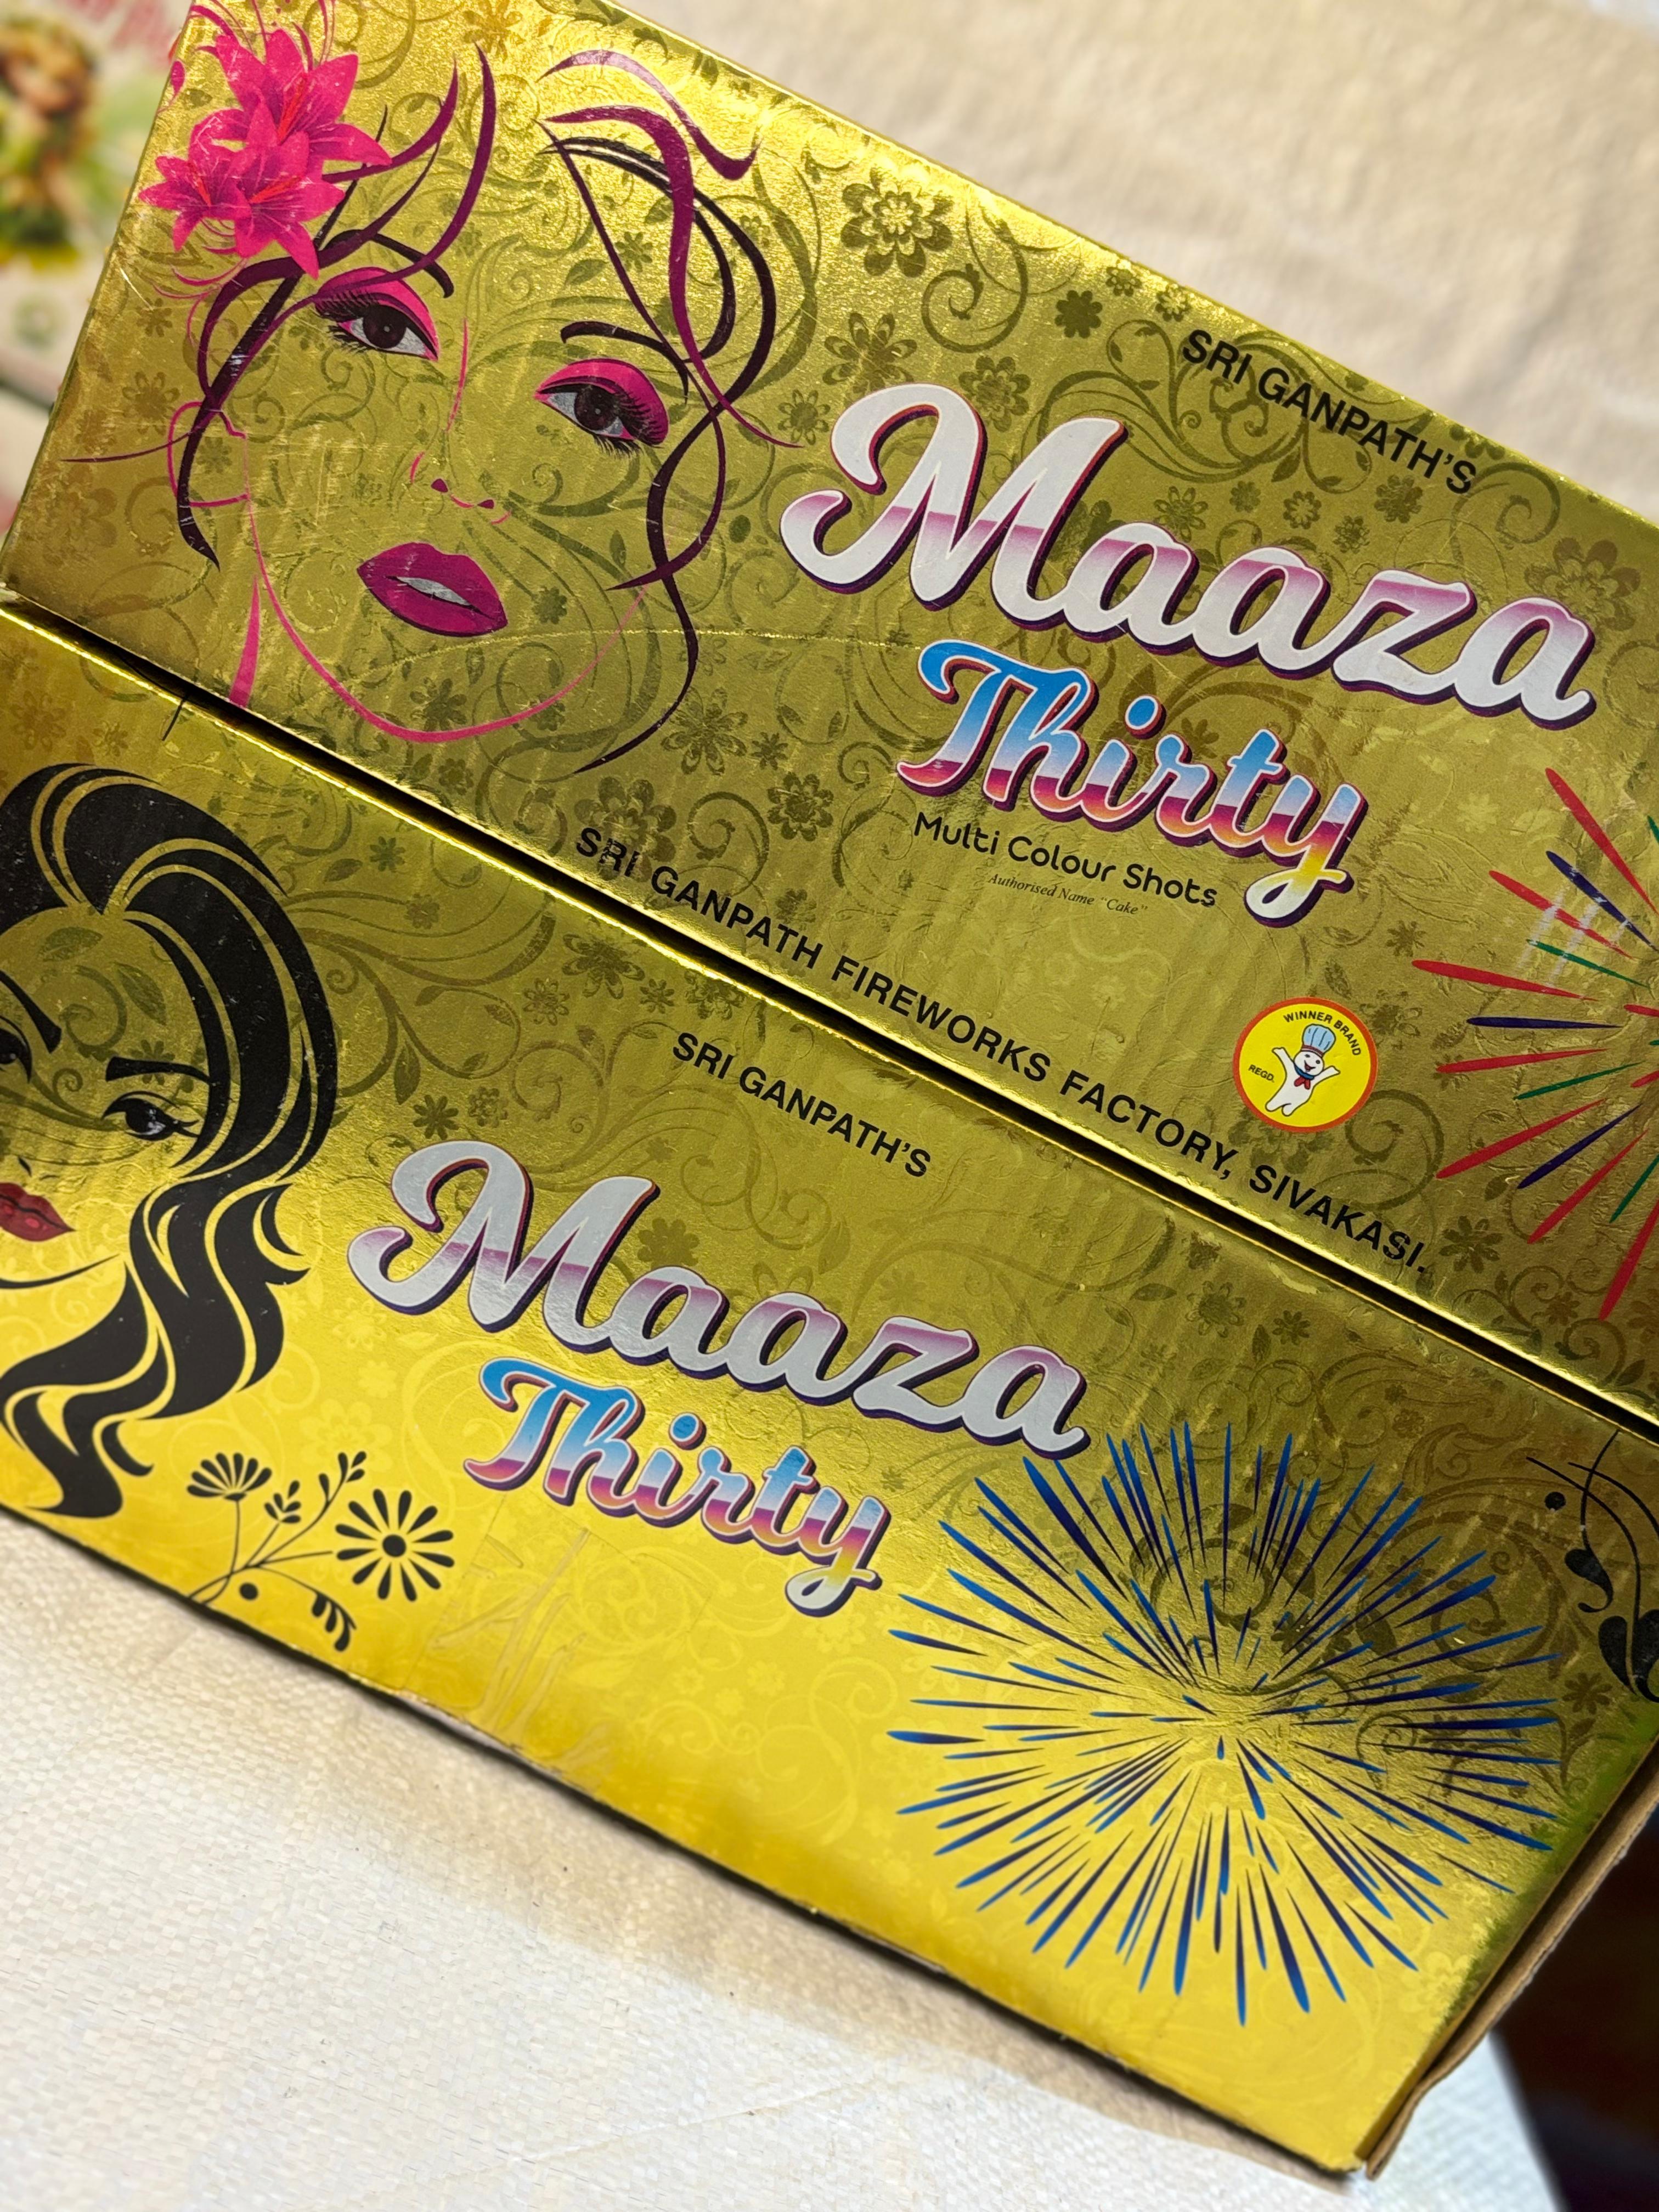 SRI GANPATH'S
Maaza
Thirty
Multi Colour Shots
Authorised Name "Cake"
WINNER BRAND
REGD.
SRI GANPATH FIREWORKS FACTORY, SIVAKASI.
SRI GANPATH'S
Maaza
Thirty